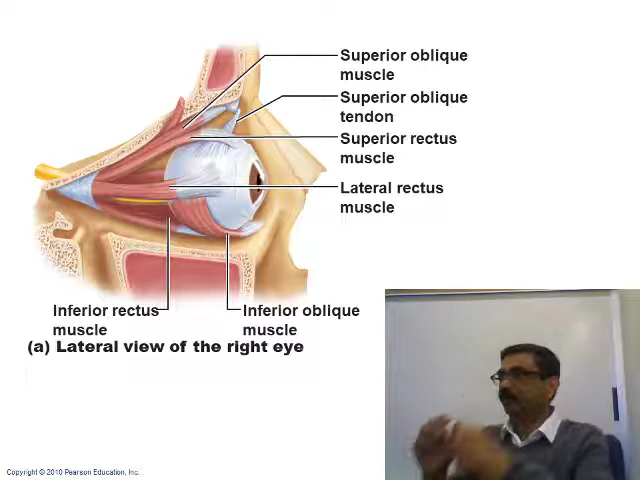 Superior oblique
muscle
Superior oblique
tendon
Superior rectus
muscle
Lateral rectus
muscle
Inferior rectus
muscle
Inferior oblique
muscle
(a) Lateral view of the right eye
Copyright © 2010 Pearson Education, Inc.